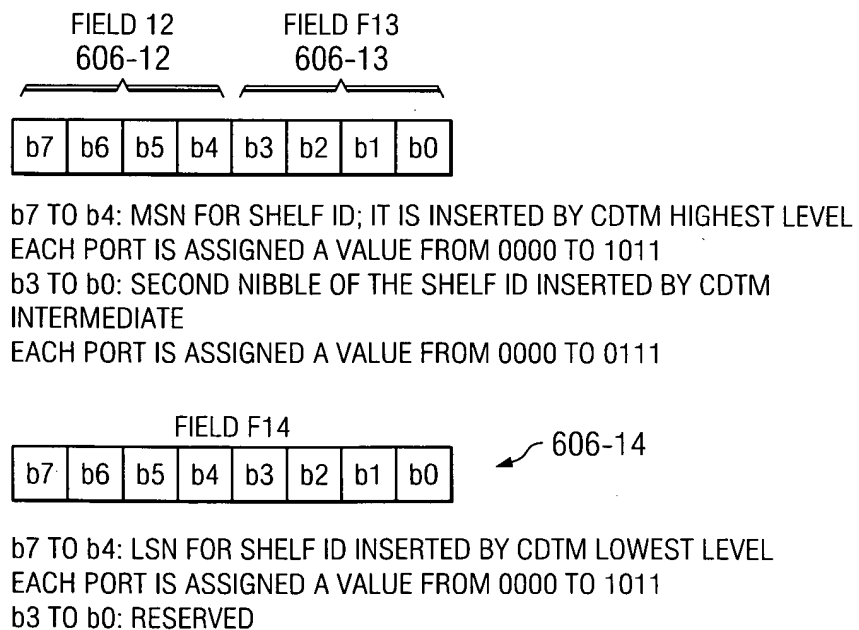 FIELD 12 FIELD F13
606-12 606-13
b7 b6 b5 b4 b3 b2 b1 b0
b7 TO b4: MSN FOR SHELF ID; IT IS INSERTED BY CDTM HIGHEST LEVEL
EACH PORT IS ASSIGNED A VALUE FROM 0000 TO 1011
b3 TO b0: SECOND NIBBLE OF THE SHELF ID INSERTED BY CDTM
INTERMEDIATE
EACH PORT IS ASSIGNED A VALUE FROM 0000 TO 0111
FIELD F14
b7 b6 b5 b4 b3 b2 b1 b0 606-14
b7 TO b4: LSN FOR SHELF ID INSERTED BY CDTM LOWEST LEVEL
EACH PORT IS ASSIGNED A VALUE FROM 0000 TO 1011
b3 TO b0: RESERVED